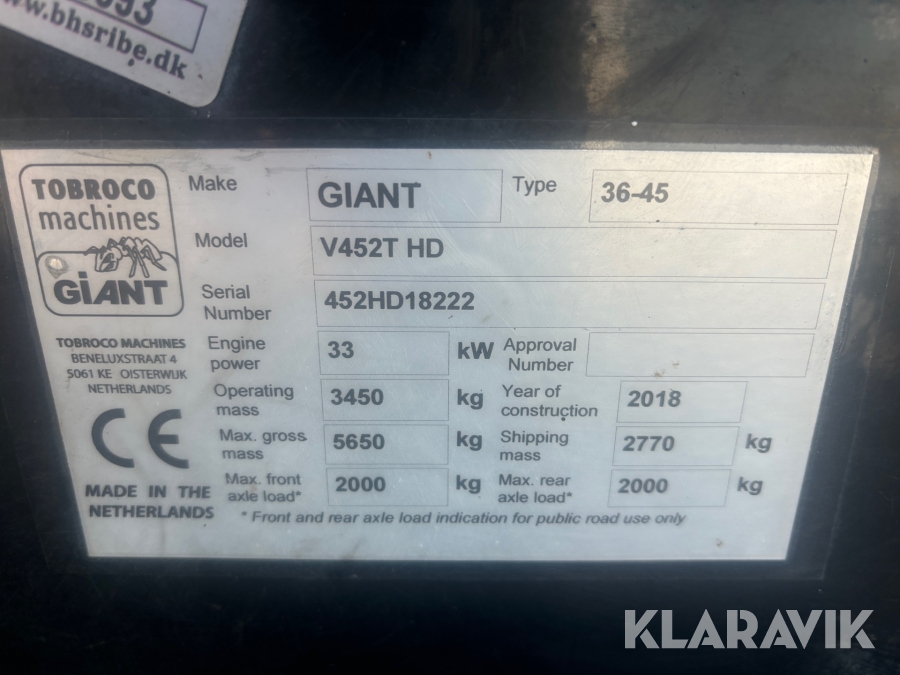 593
www.bhsribe.dk
TOBROCO
machines
GiANT
TOBROCO MACHINES
BENELUXSTRAAT 4
5061 KE OISTERWIJK
NETHERLANDS
CE
MADE IN THE
NETHERLANDS
Make GIANT Type 36-45
Model V452T HD
Serial Number 452HD18222
Engine power 33 kW Approval Number
Operating mass 3450 kg Year of construction 2018
Max. gross mass 5650 kg Shipping mass 2770 kg
Max. front axle load* 2000 kg Max. rear axle load* 2000 kg
* Front and rear axle load indication for public road use only
KLARAVIK